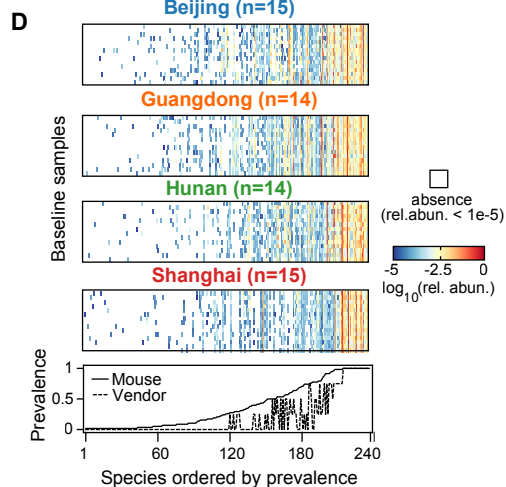 D
Beijing (n=15)
Guangdong (n=14)
Hunan (n=14)
Shanghai (n=15)
Baseline samples
absence
(rel.abun. < 1e-5)
-5 -2.5 0
log10(rel. abun.)
Prevalence
1
0.5
0
Mouse
Vendor
1 60 120 180 240
Species ordered by prevalence